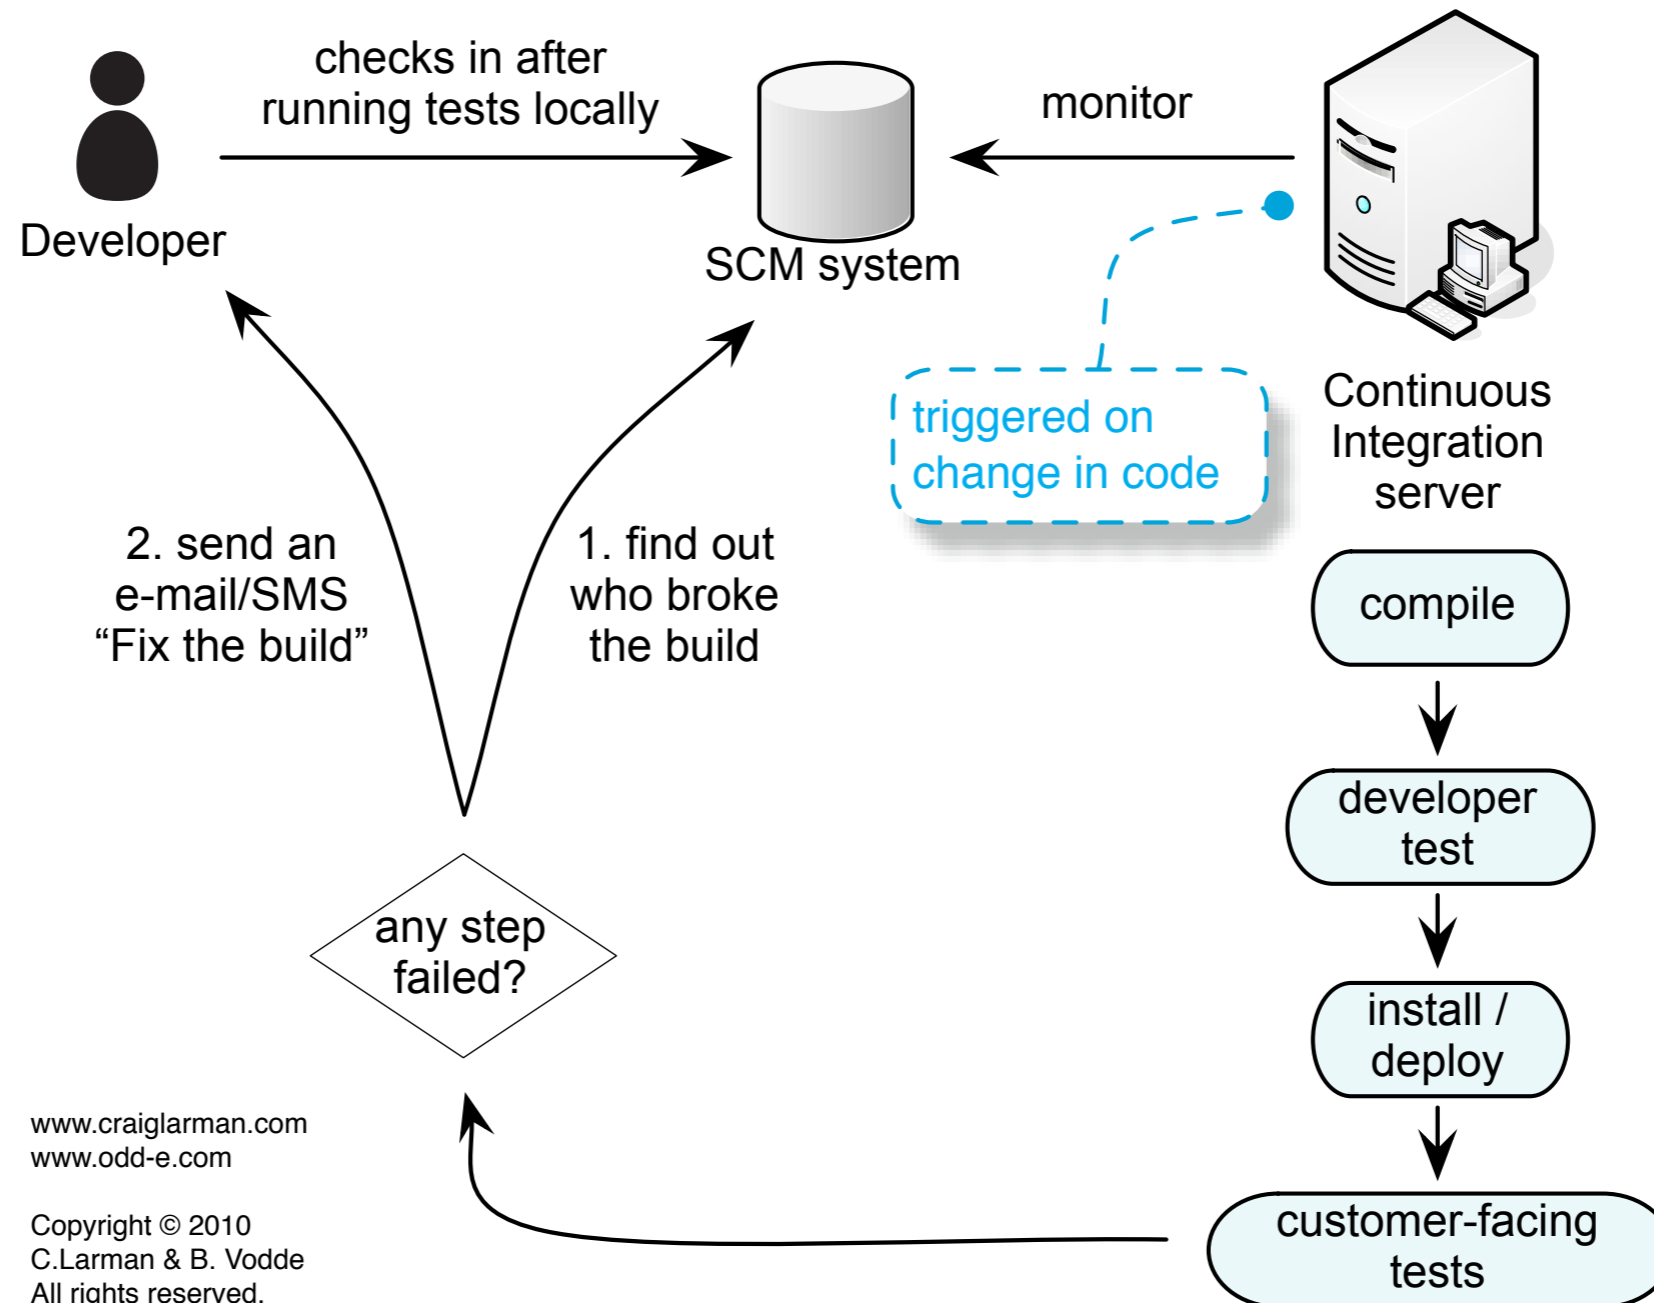 checks in after
running tests locally
monitor
Developer
SCM system
triggered on
change in code
Continuous
Integration
server
2. send an
e-mail/SMS
“Fix the build”
1. find out
who broke
the build
compile
developer
test
any step
failed?
install /
deploy
customer-facing
tests
www.craiglarman.com
www.odd-e.com
Copyright © 2010
C.Larman & B. Vodde
All rights reserved.